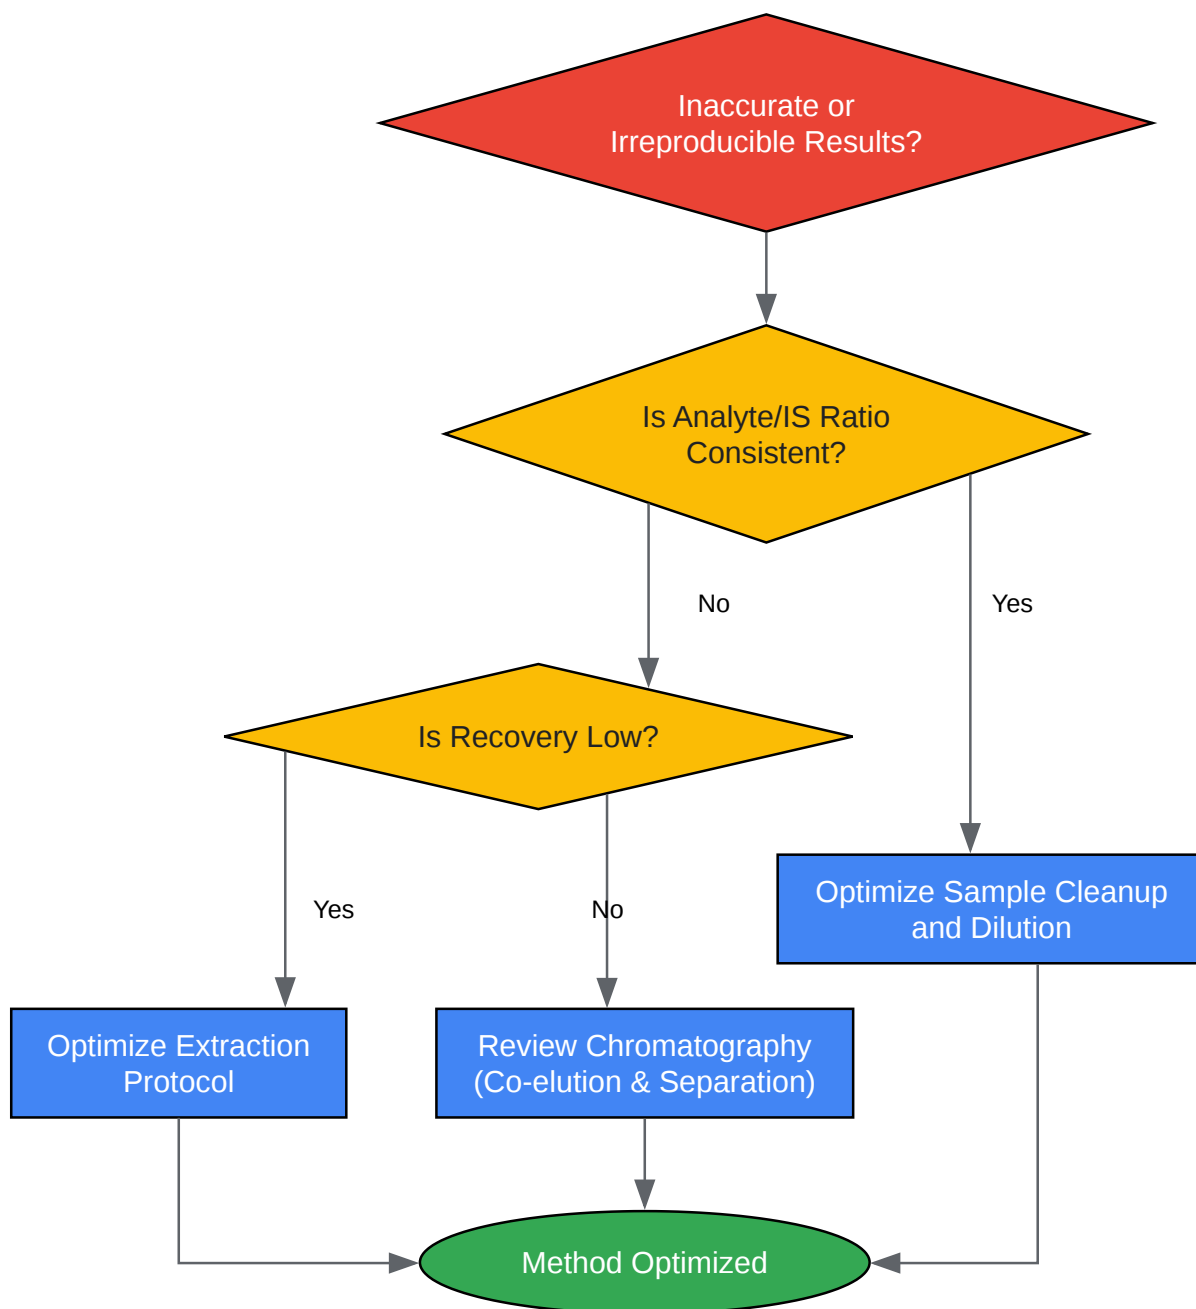 Inaccurate or
Irreproducible Results?
Is Analyte/IS Ratio
Consistent?
No
Yes
Is Recovery Low?
Optimize Sample Cleanup
and Dilution
Yes
No
Optimize Extraction
Protocol
Review Chromatography
(Co-elution & Separation)
Method Optimized